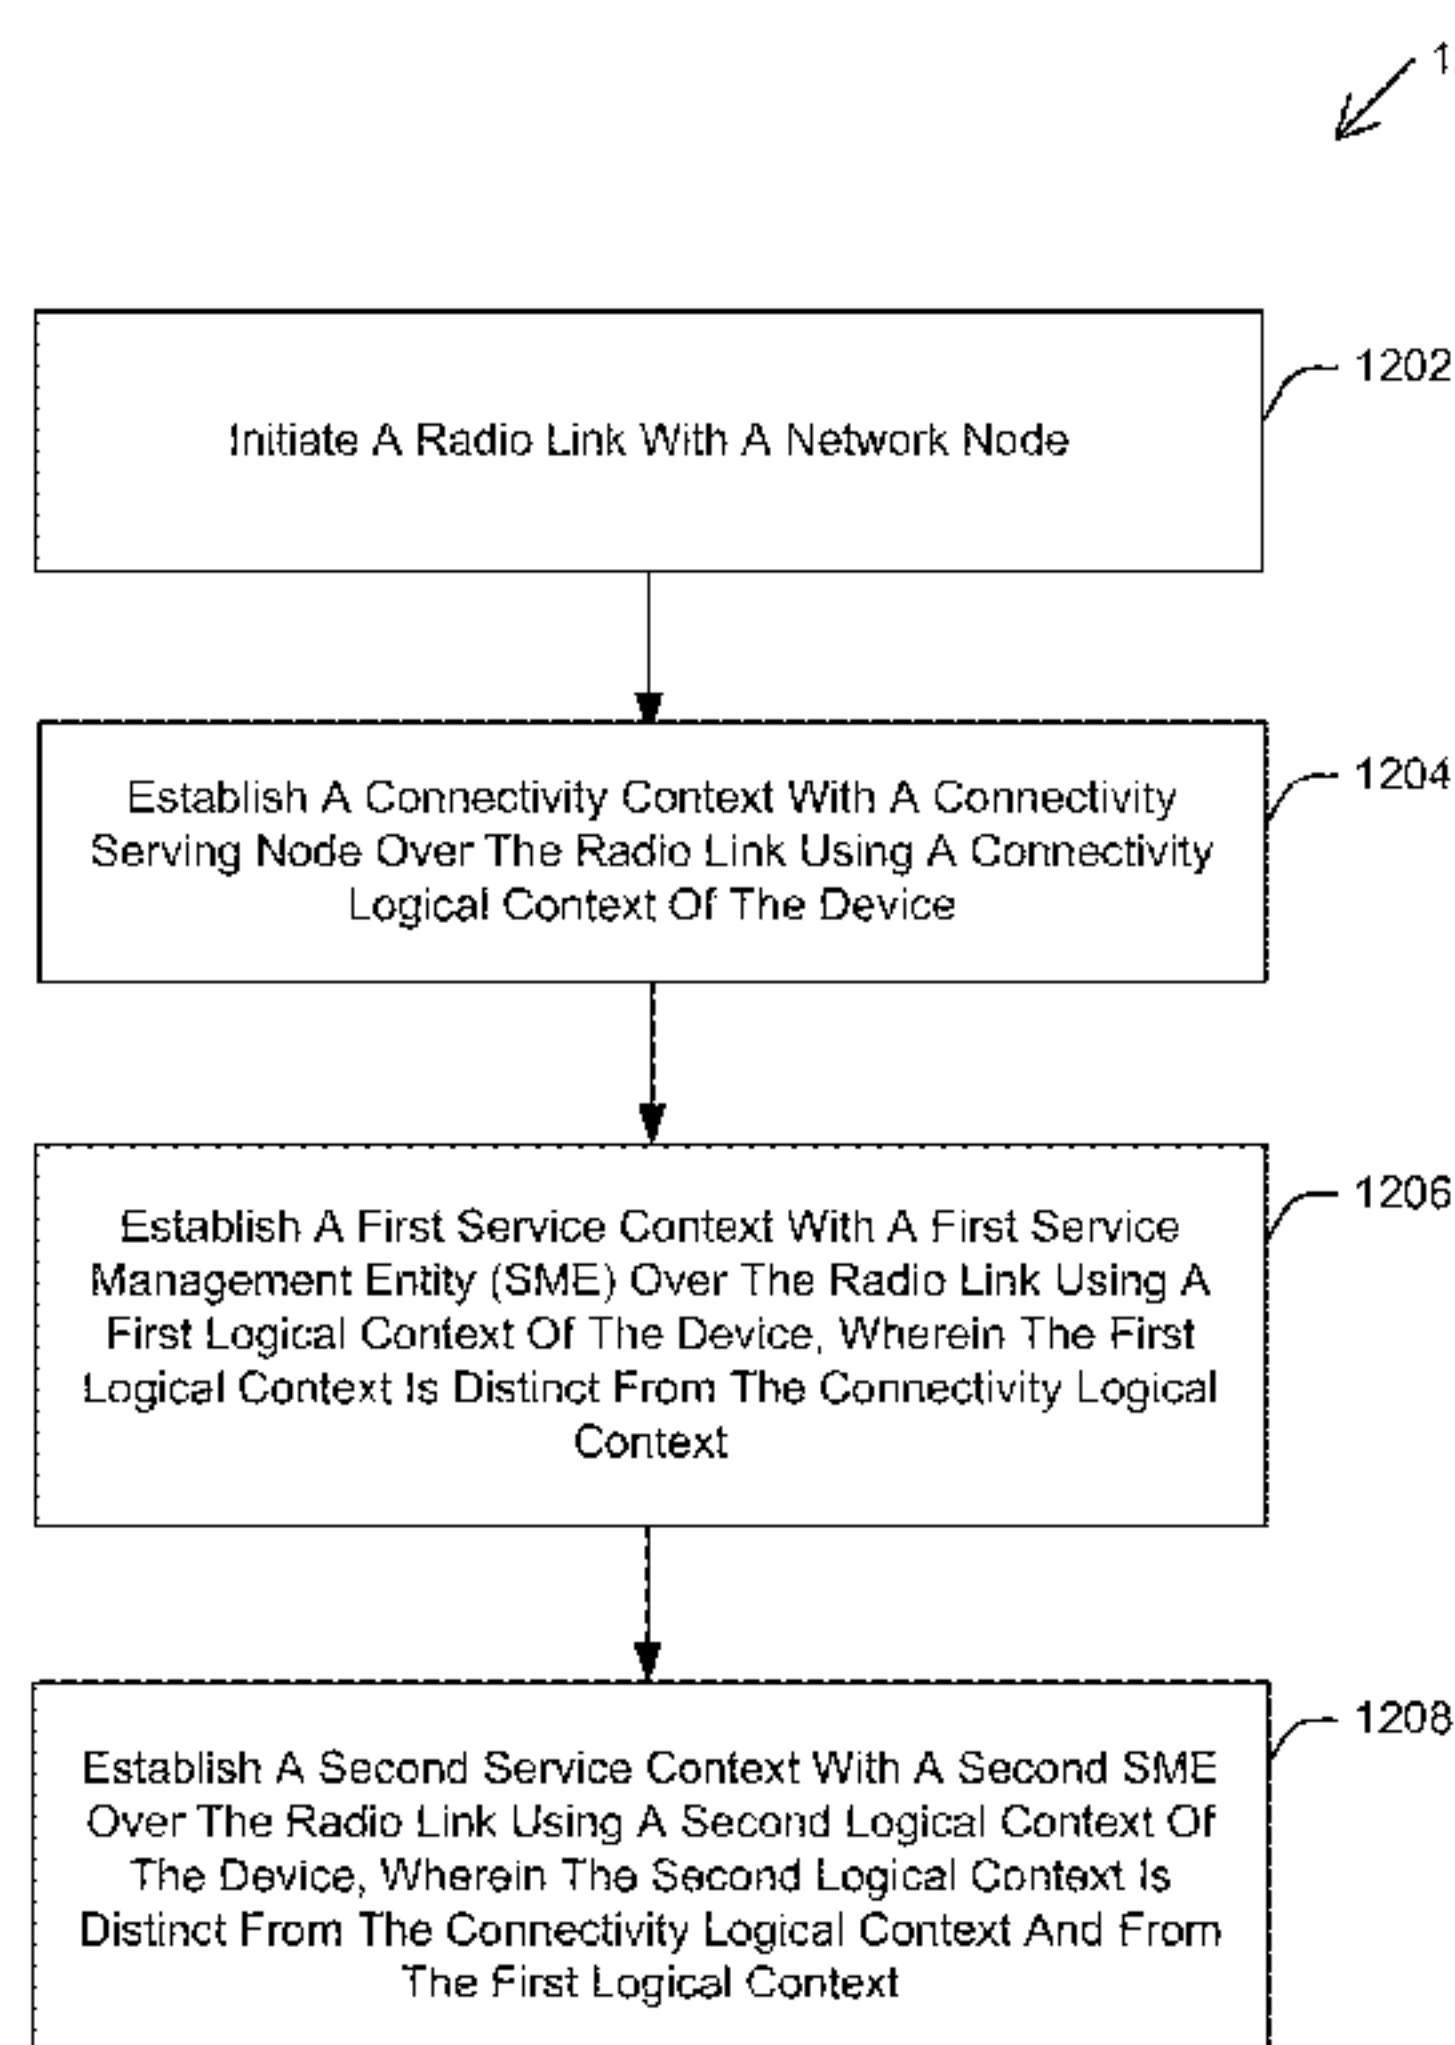 1
Initiate A Radio Link With A Network Node
1202
Establish A Connectivity Context With A Connectivity
Serving Node Over The Radio Link Using A Connectivity
Logical Context Of The Device
1204
Establish A First Service Context With A First Service
Management Entity (SME) Over The Radio Link Using A
First Logical Context Of The Device, Wherein The First
Logical Context Is Distinct From The Connectivity Logical
Context
1206
Establish A Second Service Context With A Second SME
Over The Radio Link Using A Second Logical Context Of
The Device, Wherein The Second Logical Context Is
Distinct From The Connectivity Logical Context And From
The First Logical Context
1208